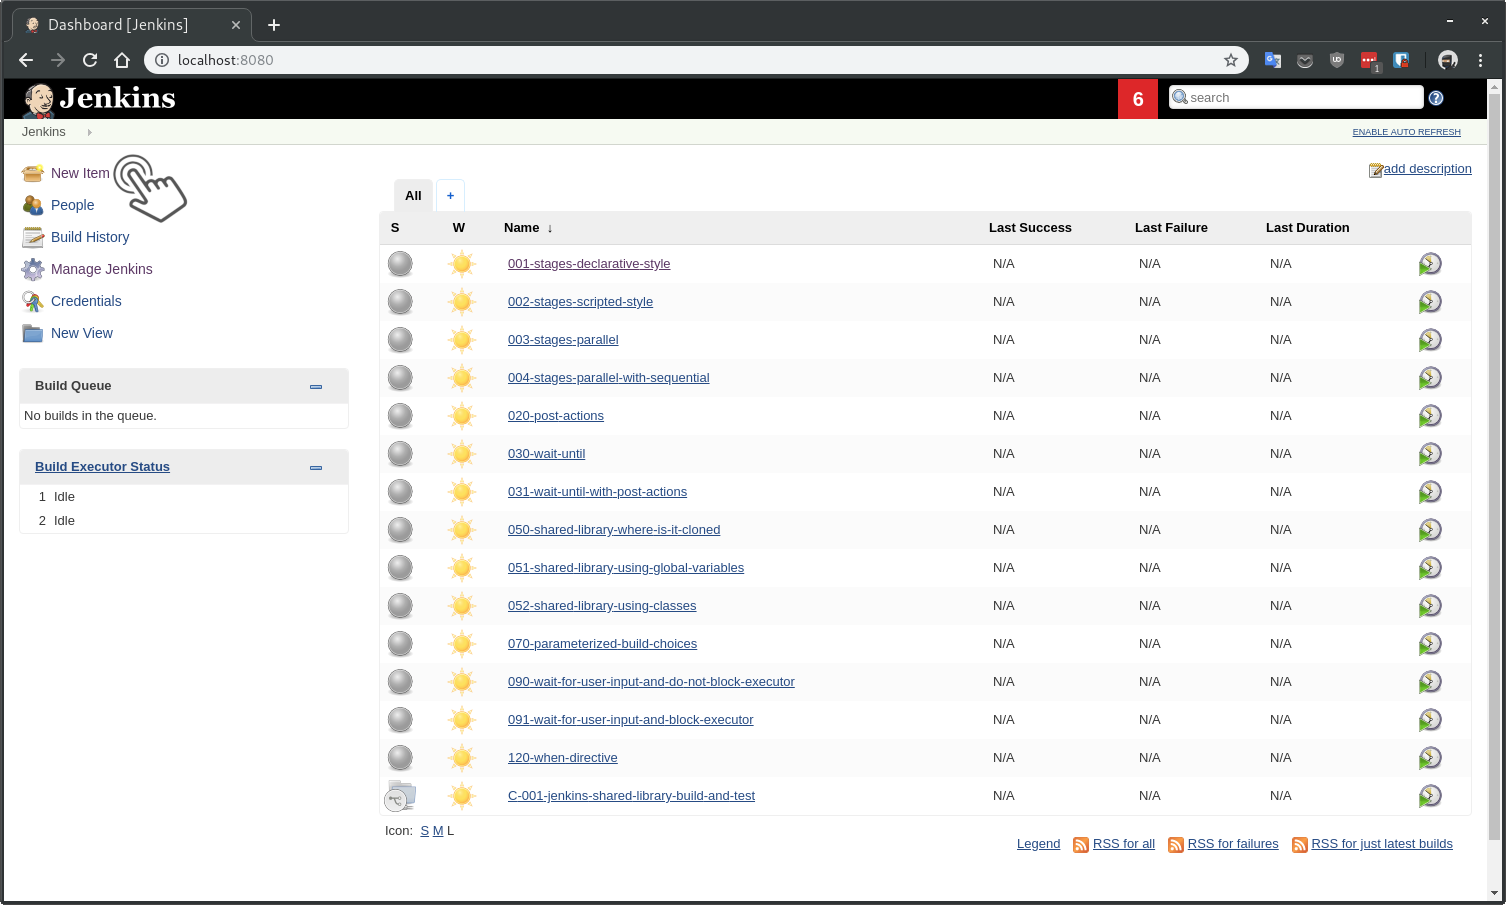 Dashboard [Jenkins]
localhost:8080
1
Jenkins
6
search
Jenkins
ENABLE AUTO REFRESH
New Item
People
Build History
Manage Jenkins
Credentials
New View
Build Queue
No builds in the queue.
Build Executor Status
1 Idle
2 Idle
add description
All +
S W Name ↓ Last Success Last Failure Last Duration
001-stages-declarative-style N/A N/A N/A
002-stages-scripted-style N/A N/A N/A
003-stages-parallel N/A N/A N/A
004-stages-parallel-with-sequential N/A N/A N/A
020-post-actions N/A N/A N/A
030-wait-until N/A N/A N/A
031-wait-until-with-post-actions N/A N/A N/A
050-shared-library-where-is-it-cloned N/A N/A N/A
051-shared-library-using-global-variables N/A N/A N/A
052-shared-library-using-classes N/A N/A N/A
070-parameterized-build-choices N/A N/A N/A
090-wait-for-user-input-and-do-not-block-executor N/A N/A N/A
091-wait-for-user-input-and-block-executor N/A N/A N/A
120-when-directive N/A N/A N/A
C-001-jenkins-shared-library-build-and-test N/A N/A N/A
Icon: S M L
Legend RSS for all RSS for failures RSS for just latest builds